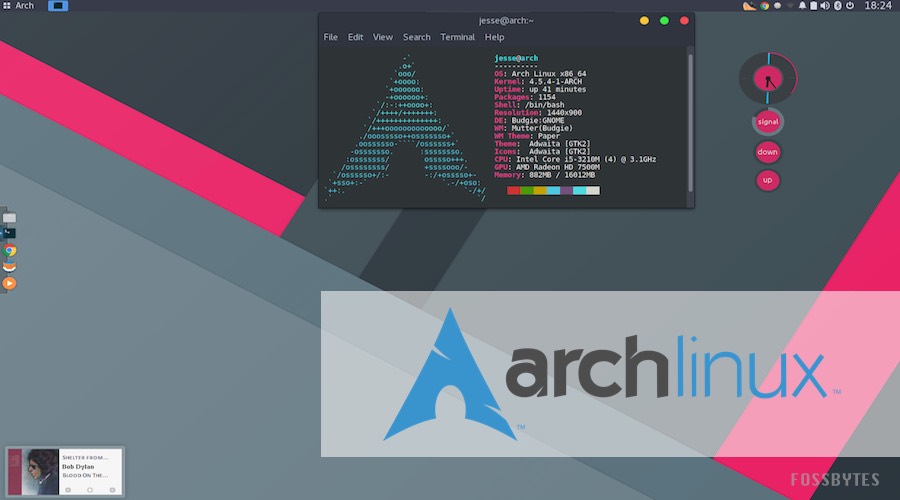 Arch
18:24
jesse@arch:~
File Edit View Search Terminal Help
jesse@arch
----------
OS: Arch Linux x86_64
Kernel: 4.5.4-1-ARCH
Uptime: up 41 minutes
Packages: 1154
Shell: /bin/bash
Resolution: 1440x900
DE: Budgie:GNOME
WM: Mutter(Budgie)
WM Theme: Paper
Theme: Adwaita [GTK2]
Icons: Adwaita [GTK2]
CPU: Intel Core i5-3210M (4) @ 3.1GHz
GPU: AMD Radeon HD 7500M
Memory: 882MB / 16012MB
signal
down
up
archlinux™
™
Shelter from...
Bob Dylan
Blood On The...
FOSSBYTES